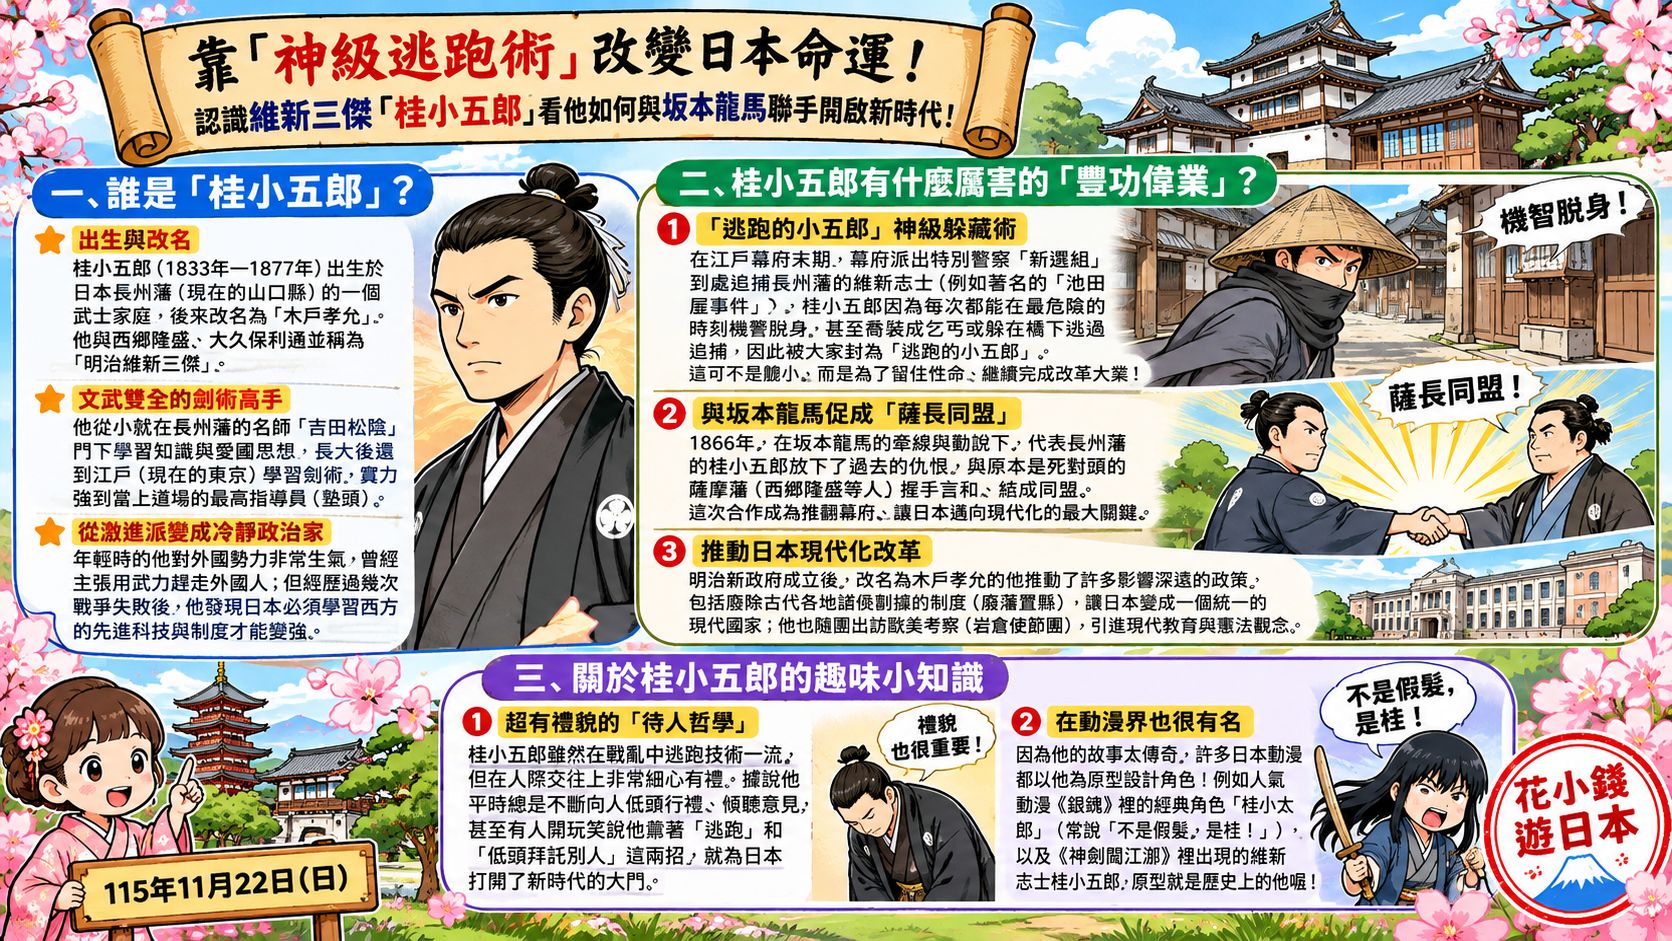 靠「神級逃跑術」改變日本命運！
認識維新三傑「桂小五郎」看他如何與坂本龍馬聯手開啟新時代！
一、誰是「桂小五郎」？
出生與改名
桂小五郎（1833年—1877年）出生於
日本長州藩（現在的山口縣）的一個
武士家庭，後來改名為「木戶孝允」。
他與西鄉隆盛、大久保利通並稱為
「明治維新三傑」。
文武雙全的劍術高手
他從小就在長州藩的名師「吉田松陰」
門下學習知識與愛國思想，長大後還
到江戶（現在的東京）學習劍術，實力
強到當上道場的最高指導員（塾頭）。
從激進派變成冷靜政治家
年輕時的他對外國勢力非常生氣，曾經
主張用武力趕走外國人；但經歷過幾次
戰爭失敗後，他發現日本必須學習西方
的先進科技與制度才能變強。
二、桂小五郎有什麼厲害的「豐功偉業」？
1 「逃跑的小五郎」神級躲藏術
在江戶幕府末期，幕府派出特別警察「新選組」
到處追捕長州藩的維新志士（例如著名的「池田
屋事件」），桂小五郎因為每次都能在最危險的
時刻機警脫身，甚至喬裝成乞丐或躲在橋下逃過
追捕，因此被大家封為「逃跑的小五郎」。
這可不是膽小、而是為了留住性命、繼續完成改革大業！
機智脫身！
2 與坂本龍馬促成「薩長同盟」
1866年，在坂本龍馬的牽線與勸說下，代表長州藩
的桂小五郎放下了過去的仇恨，與原本是死對頭的
薩摩藩（西鄉隆盛等人）握手言和、結成同盟。
這次合作成為推翻幕府、讓日本邁向現代化的最大關鍵。
薩長同盟！
3 推動日本現代化改革
明治新政府成立後，改名為木戶孝允的他推動了許多影響深遠的政策，
包括廢除古代各地諸侯割據的制度（廢藩置縣），讓日本變成一個統一的
現代國家；他也隨團出訪歐美考察（岩倉使節團），引進現代教育與憲法觀念。
三、關於桂小五郎的趣味小知識
1 超有禮貌的「待人哲學」
桂小五郎雖然在戰亂中逃跑技術一流，
但在人際交往上非常細心有禮。據說他
平時總是不斷向人低頭行禮、傾聽意見，
甚至有人開玩笑說他靠著「逃跑」和
「低頭拜託別人」這兩招，就為日本
打開了新時代的大門。
禮貌
也很重要！
2 在動漫界也很有名
因為他的故事太傳奇，許多日本動漫
都以他為原型設計角色！例如人氣
動漫《銀魂》裡的經典角色「桂小太
郎」（常說「不是假髮，是桂！」），
以及《神劍闖江湖》裡出現的維新
志士桂小五郎，原型就是歷史上的他喔！
不是假髮，
是桂！
115年11月22日（日）
花小錢
遊日本